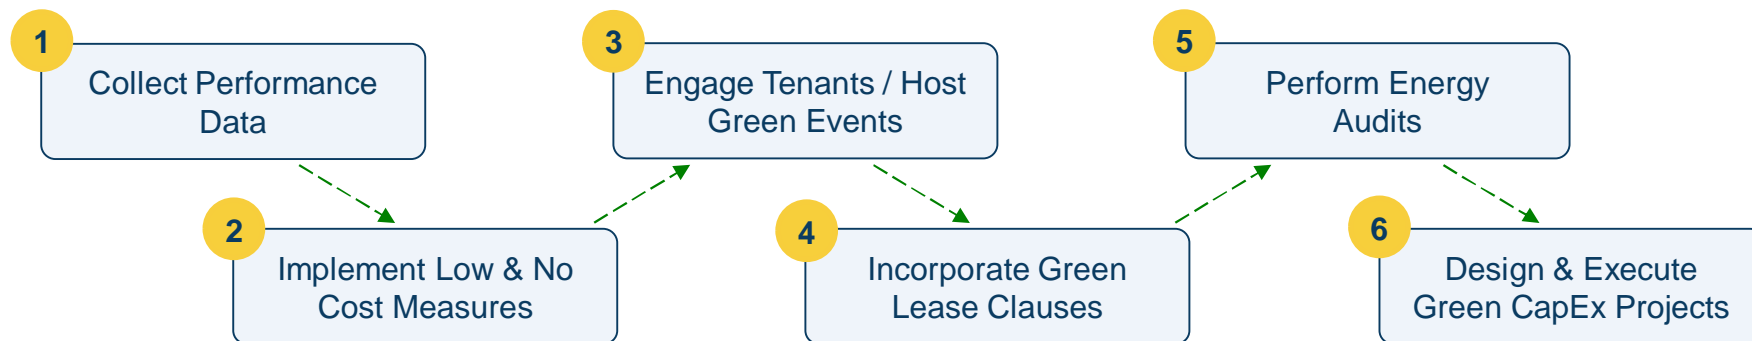 1
Collect Performance
Data
2
Implement Low & No
Cost Measures
3
Engage Tenants / Host
Green Events
4
Incorporate Green
Lease Clauses
5
Perform Energy
Audits
6
Design & Execute
Green CapEx Projects